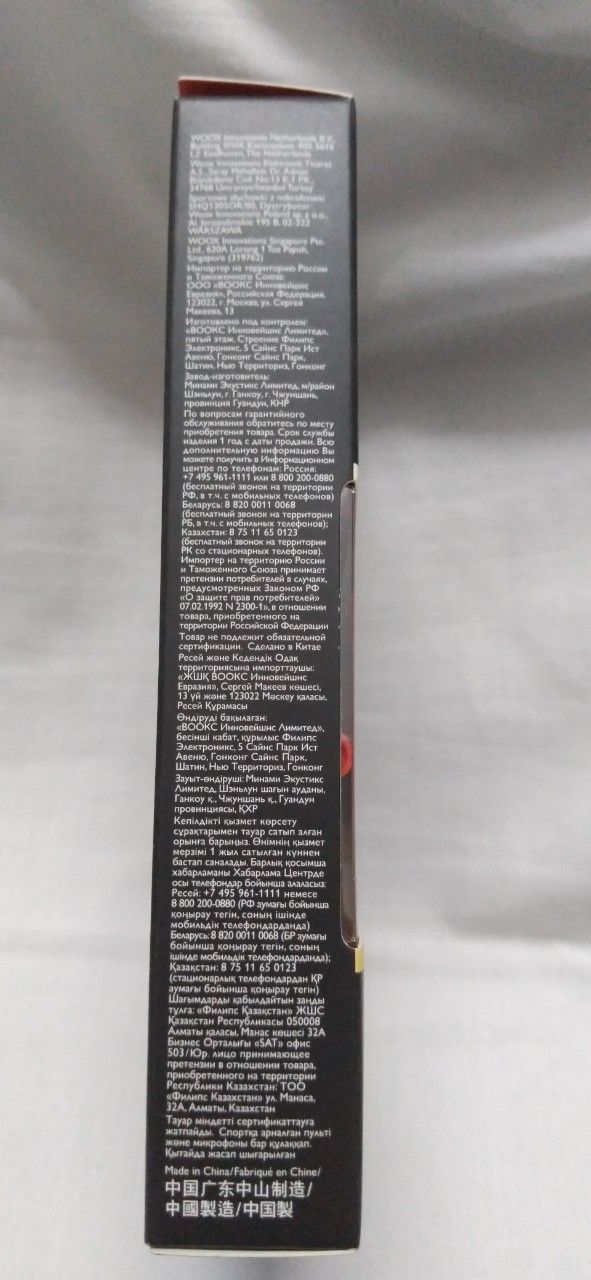 WOOX Innovations Netherlands B.V.,
LZ Eindhoven, The Netherlands
Woox Innovations Elektronik Ticaret
A.S., Saray Mahallesi, Dr. Adnan
Buyukdeniz Cad. No:13
34768 Umraniye/Istanbul Turkey
Sportowe słuchawki z mikrofonem
SHQ1305OR/00, Dystrybutor
Woox Innovations Poland sp. z o.o.,
Al. Jerozolimskie 195 B, 02-222
WARSZAWA
WOOX Innovations Singapore Pte.
Ltd., 620A Lorong 1 Toa Payoh,
Singapore (319762)
Импортер на территорию России
и Таможенного Союза:
ООО «ВООКС Инновейшнс
Евразия», Российская Федерация,
123022, г. Москва, ул. Сергея
Макеева, 13
Изготовлено под контролем:
«ВООКС Инновейшнс Лимитед»,
пятый этаж, Строение Филипс
Электроникс, 5 Сайнс Парк Ист
Авеню, Гонконг Сайнс Парк,
Шатин, Нью Территориз, Гонконг
Завод-изготовитель:
Минами Экустикс Лимитед, м/район
Шэньлун, г. Ганкоу, г. Чжуншань,
провинция Гуандун, КНР
По вопросам гарантийного
обслуживания обратитесь по месту
приобретения товара. Срок службы
изделия 1 год с даты продажи. Всю
дополнительную информацию Вы
можете получить в Информационном
центре по телефонам: Россия:
+7 495 961-1111 или 8 800 200-0880
(бесплатный звонок на территории
РФ, в т.ч. с мобильных телефонов)
Беларусь: 8 820 0011 0068
(бесплатный звонок на территории
РБ, в т.ч. с мобильных телефонов);
Казахстан: 8 75 11 65 0123
(бесплатный звонок на территории
РК со стационарных телефонов).
Импортер на территорию России
и Таможенного Союза принимает
претензии потребителей в случаях,
предусмотренных Законом РФ
«О защите прав потребителей»
07.02.1992 N 2300-1», в отношении
товара, приобретенного на
территории Российской Федерации
Товар не подлежит обязательной
сертификации. Сделано в Китае
Ресей және Кедендік Одақ
территориясына импорттаушы:
«ЖШҚ ВООКС Инновейшнс
Евразия», Сергей Макеев көшесі,
13 үй және 123022 Мәскеу қаласы,
Ресей Құрамасы
Өндіруді бақылаған:
«ВООКС Инновейшнс Лимитед»,
бесінші кабат, құрылыс Филипс
Электроникс, 5 Сайнс Парк Ист
Авеню, Гонконг Сайнс Парк,
Шатин, Нью Территориз, Гонконг
Зауыт-өндіруші: Минами Экустикс
Лимитед, Шэньлун шағын ауданы,
Ганкоу қ., Чжуншань қ., Гуандун
провинциясы, ҚХР
Кепілдікті қызмет көрсету
сұрақтарымен тауар сатып алған
орынға барыңыз. Өнімнің қызмет
мерзімі 1 жыл сатылған күннен
бастап саналады. Барлық қосымша
хабарламаны Хабарлама Центрде
осы телефондар бойынша алаласыз:
Ресей: +7 495 961-1111 немесе
8 800 200-0880 (РФ аумағы бойынша
қоңырау тегін, соның ішінде
мобильдік телефондарданда)
Беларусь: 8 820 0011 0068 (БР аумағы
бойынша қоңырау тегін, соның
ішінде мобильдік телефондарданда);
Қазақстан: 8 75 11 65 0123
(стационарлық телефондардан ҚР
аумағы бойынша қоңырау тегін)
Шағымдарды қабылдайтын заңды
тұлға: «Филипс Қазақстан» ЖШС
Қазақстан Республикасы 050008
Алматы қаласы, Манас көшесі 32А
Бизнес Орталығы «SAT» офис
503/Юр. лицо принимающее
претензии в отношении товара,
приобретенного на территории
Республики Казахстан: ТОО
«Филипс Казахстан» ул. Манаса,
32А, Алматы, Казахстан
Тауар міндетті сертификаттауға
жатпайды. Спортқа арналған пульті
және микрофоны бар құлаққап.
Қытайда жасап шығарылған
Made in China/Fabriqué en Chine/
中国广东中山制造/
中國製造/中国製